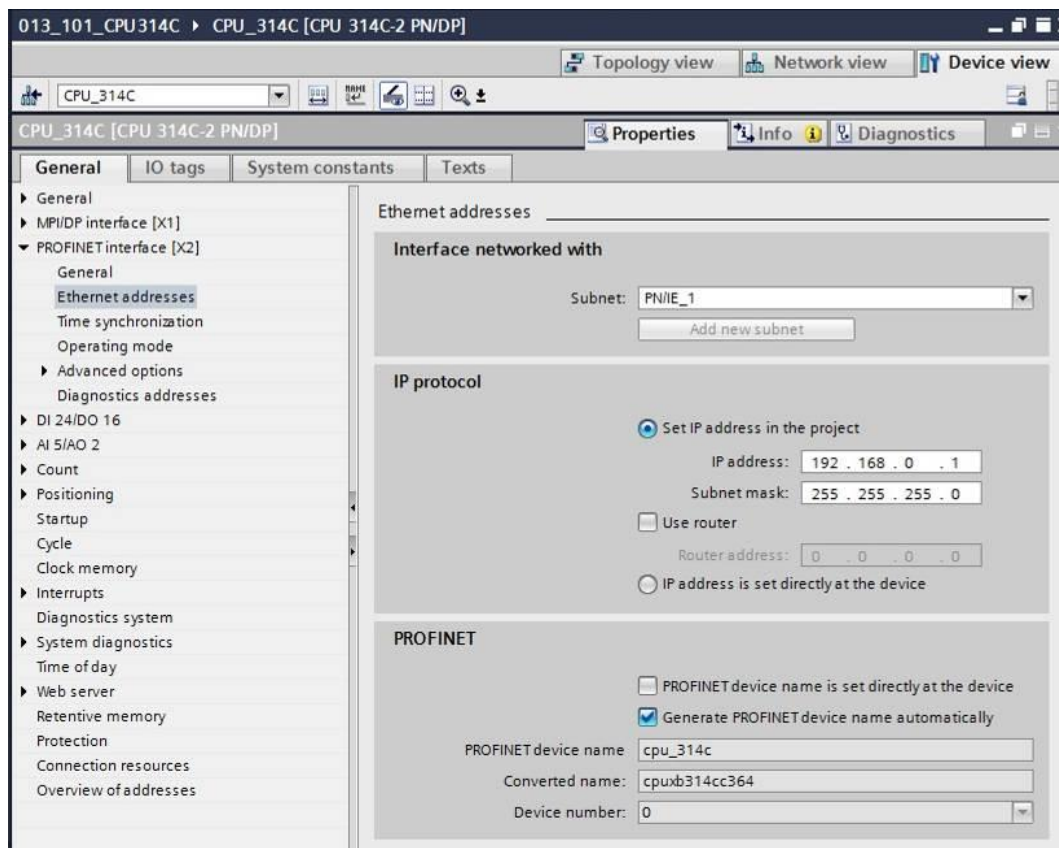 013_101_CPU314C ▸ CPU_314C [CPU 314C-2 PN/DP]
Topology view Network view Device view
CPU_314C
CPU_314C [CPU 314C-2 PN/DP] Properties Info Diagnostics
General IO tags System constants Texts
General
MPI/DP interface [X1]
PROFINET interface [X2]
General
Ethernet addresses
Time synchronization
Operating mode
Advanced options
Diagnostics addresses
DI 24/DO 16
AI 5/AO 2
Count
Positioning
Startup
Cycle
Clock memory
Interrupts
Diagnostics system
System diagnostics
Time of day
Web server
Retentive memory
Protection
Connection resources
Overview of addresses
Ethernet addresses
Interface networked with
Subnet: PN/IE_1
Add new subnet
IP protocol
Set IP address in the project
IP address: 192 . 168 . 0 . 1
Subnet mask: 255 . 255 . 255 . 0
Use router
Router address: 0 . 0 . 0 . 0
IP address is set directly at the device
PROFINET
PROFINET device name is set directly at the device
Generate PROFINET device name automatically
PROFINET device name cpu_314c
Converted name: cpuxb314cc364
Device number: 0